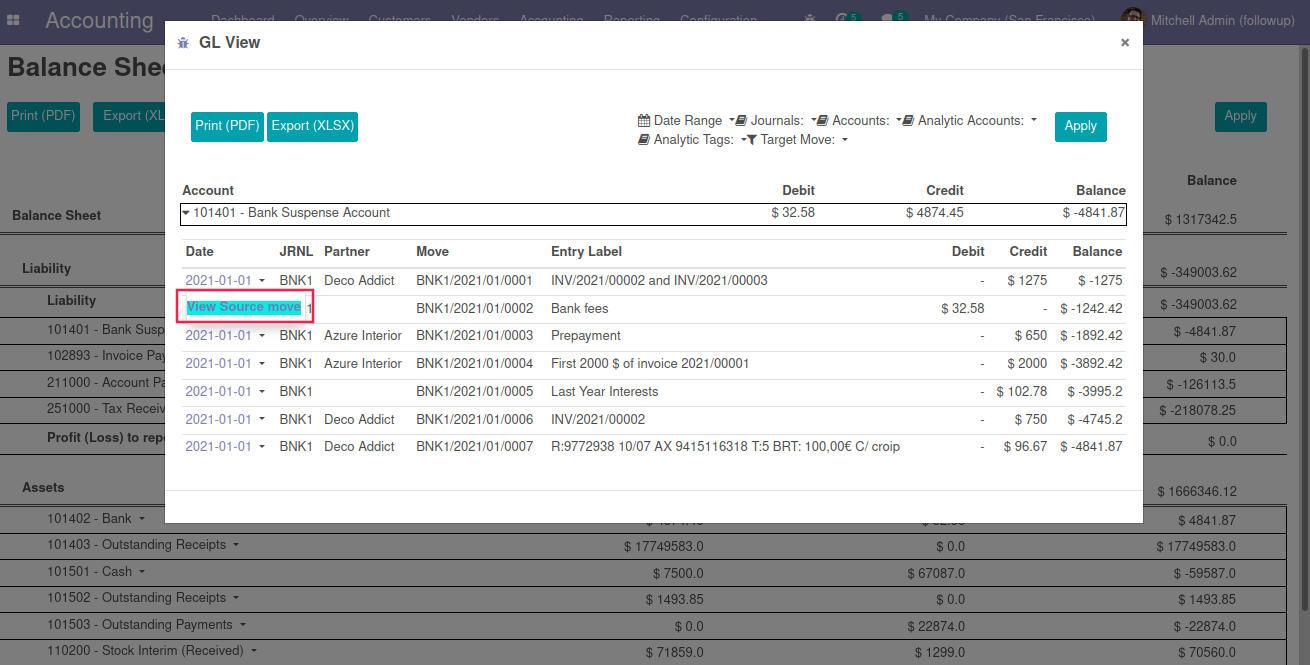 Accounting Dashboard Overview Customers Vendors Accounting Reporting Configuration 5 5 My Company (San Francisco) Mitchell Admin (followup)
GL View ×
Balance She
Print (PDF) Export (XL Apply
Print (PDF) Export (XLSX) Date Range Journals: Accounts: Analytic Accounts: Apply
Analytic Tags: Target Move:
Balance
Account Debit Credit Balance
101401 - Bank Suspense Account $ 32.58 $ 4874.45 $ -4841.87
Balance Sheet $ 1317342.5
Date JRNL Partner Move Entry Label Debit Credit Balance
Liability $ -349003.62
2021-01-01 BNK1 Deco Addict BNK1/2021/01/0001 INV/2021/00002 and INV/2021/00003 - $ 1275 $ -1275
Liability $ -349003.62
View Source move 1 BNK1/2021/01/0002 Bank fees $ 32.58 - $ -1242.42
101401 - Bank Susp $ -4841.87
2021-01-01 BNK1 Azure Interior BNK1/2021/01/0003 Prepayment - $ 650 $ -1892.42
102893 - Invoice Pay $ 30.0
2021-01-01 BNK1 Azure Interior BNK1/2021/01/0004 First 2000 $ of invoice 2021/00001 - $ 2000 $ -3892.42
211000 - Account Pa $ -126113.5
2021-01-01 BNK1 BNK1/2021/01/0005 Last Year Interests - $ 102.78 $ -3995.2
251000 - Tax Receiv $ -218078.25
2021-01-01 BNK1 Deco Addict BNK1/2021/01/0006 INV/2021/00002 - $ 750 $ -4745.2
Profit (Loss) to repo $ 0.0
2021-01-01 BNK1 Deco Addict BNK1/2021/01/0007 R:9772938 10/07 AX 9415116318 T:5 BRT: 100,00€ C/ croip - $ 96.67 $ -4841.87
Assets $ 1666346.12
101402 - Bank $ 4841.87
101403 - Outstanding Receipts $ 17749583.0 $ 0.0 $ 17749583.0
101501 - Cash $ 7500.0 $ 67087.0 $ -59587.0
101502 - Outstanding Receipts $ 1493.85 $ 0.0 $ 1493.85
101503 - Outstanding Payments $ 0.0 $ 22874.0 $ -22874.0
110200 - Stock Interim (Received) $ 71859.0 $ 1299.0 $ 70560.0